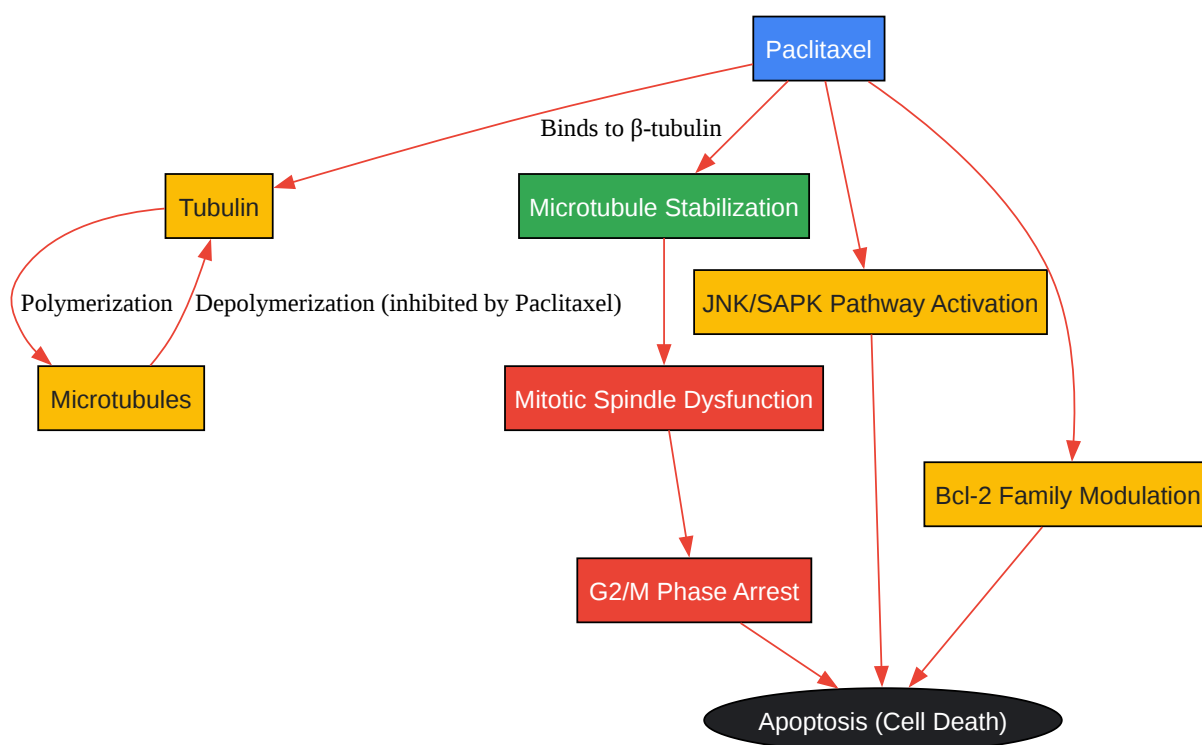 Paclitaxel
Binds to β-tubulin
Tubulin
Microtubule Stabilization
Polymerization
Depolymerization (inhibited by Paclitaxel)
JNK/SAPK Pathway Activation
Microtubules
Mitotic Spindle Dysfunction
Bcl-2 Family Modulation
G2/M Phase Arrest
Apoptosis (Cell Death)